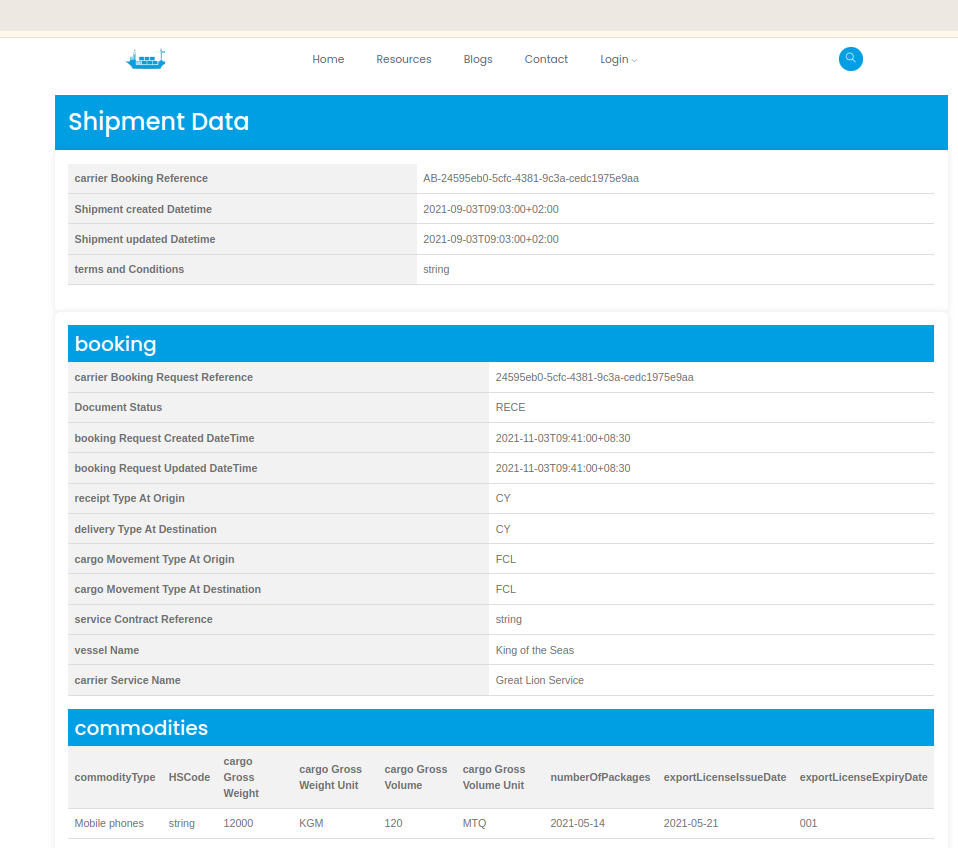 Home Resources Blogs Contact Login
Shipment Data
carrier Booking Reference AB-24595eb0-5cfc-4381-9c3a-cedc1975e9aa
Shipment created Datetime 2021-09-03T09:03:00+02:00
Shipment updated Datetime 2021-09-03T09:03:00+02:00
terms and Conditions string
booking
carrier Booking Request Reference 24595eb0-5cfc-4381-9c3a-cedc1975e9aa
Document Status RECE
booking Request Created DateTime 2021-11-03T09:41:00+08:30
booking Request Updated DateTime 2021-11-03T09:41:00+08:30
receipt Type At Origin CY
delivery Type At Destination CY
cargo Movement Type At Origin FCL
cargo Movement Type At Destination FCL
service Contract Reference string
vessel Name King of the Seas
carrier Service Name Great Lion Service
commodities
commodityType HSCode cargo Gross Weight cargo Gross Weight Unit cargo Gross Volume cargo Gross Volume Unit numberOfPackages exportLicenseIssueDate exportLicenseExpiryDate
Mobile phones string 12000 KGM 120 MTQ 2021-05-14 2021-05-21 001